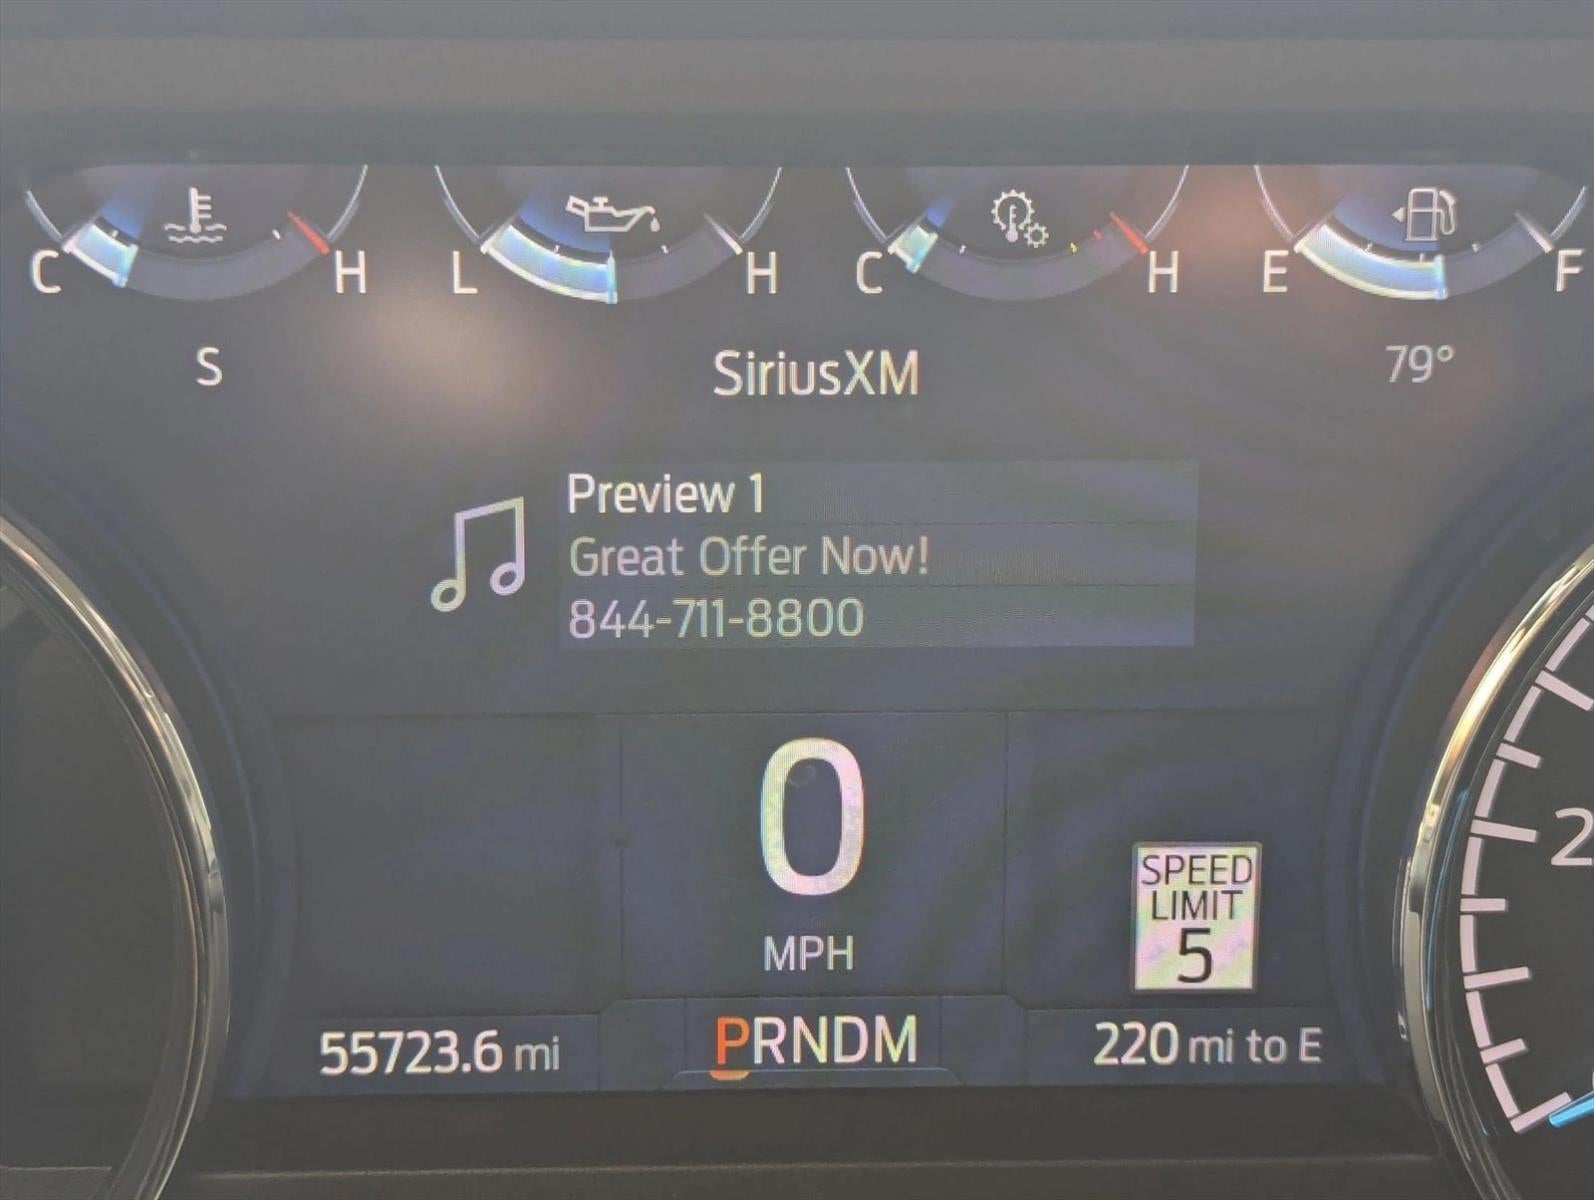 C H L H C H E F
S SiriusXM 79°
Preview 1
Great Offer Now!
844-711-8800
0
MPH
SPEED
LIMIT
5
2
55723.6 mi PRNDM 220 mi to E